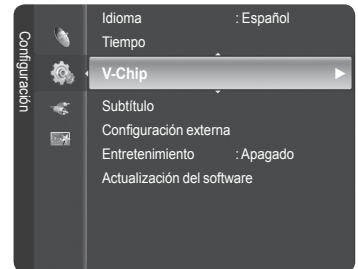 Configuración
Idioma : Español
Tiempo
V-Chip
Subtítulo
Configuración externa
Entretenimiento : Apagado
Actualización del software